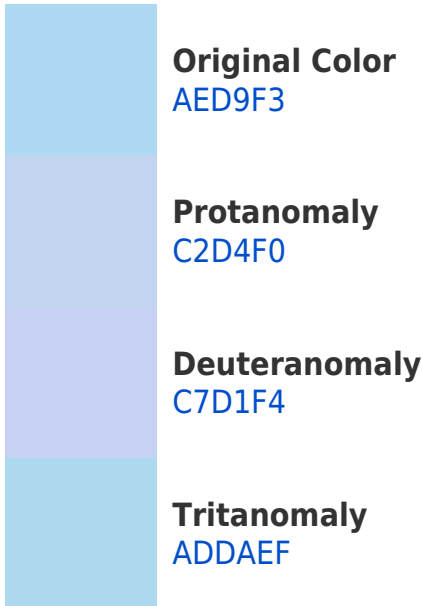 Original Color
AED9F3
Protanomaly
C2D4F0
Deuteranomaly
C7D1F4
Tritanomaly
ADDAEF